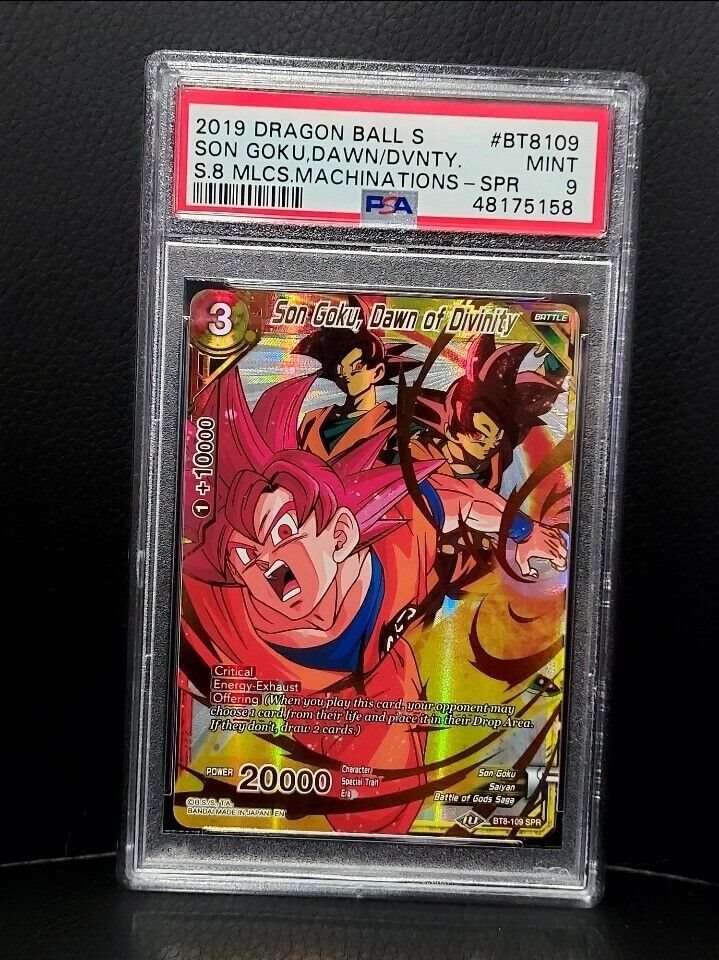 2019 DRAGON BALL S #BT8109
SON GOKU,DAWN/DVNTY. MINT
S.8 MLCS.MACHINATIONS-SPR 9
PSA 48175158
3 Son Goku, Dawn of Divinity BATTLE
1 +10000
Critical
Energy-Exhaust
Offering (When you play this card, your opponent may
choose 1 card from their life and place it in their Drop Area.
If they don't, draw 2 cards.)
POWER 20000
Character Son Goku
Special Trait Saiyan
Era Battle of Gods Saga
©B.S./S., T.A.
BANDAI MADE IN JAPAN EN
BT8-109 SPR